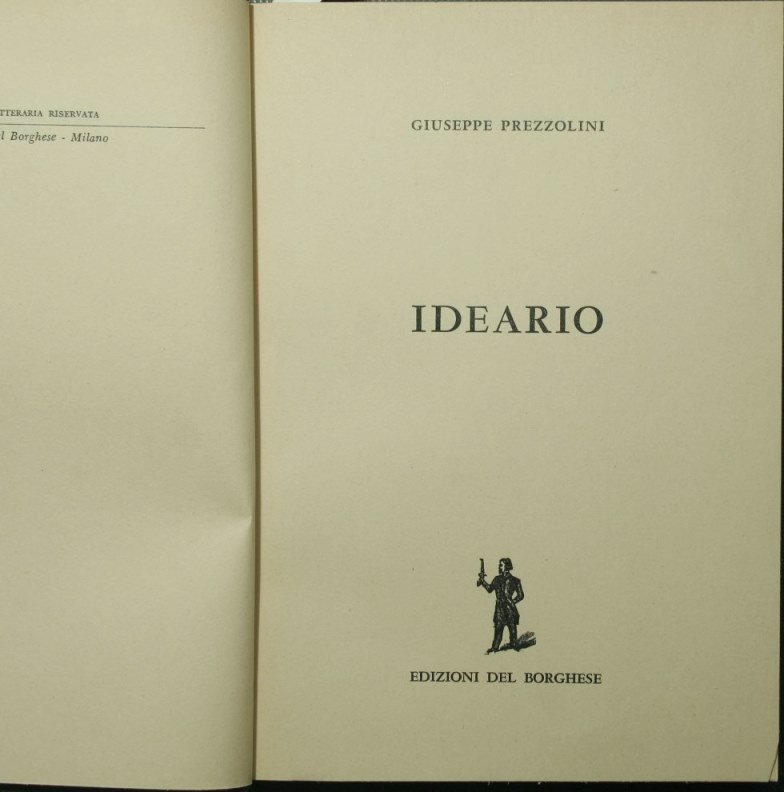 TTERARIA RISERVATA
l Borghese - Milano
GIUSEPPE PREZZOLINI
IDEARIO
EDIZIONI DEL BORGHESE